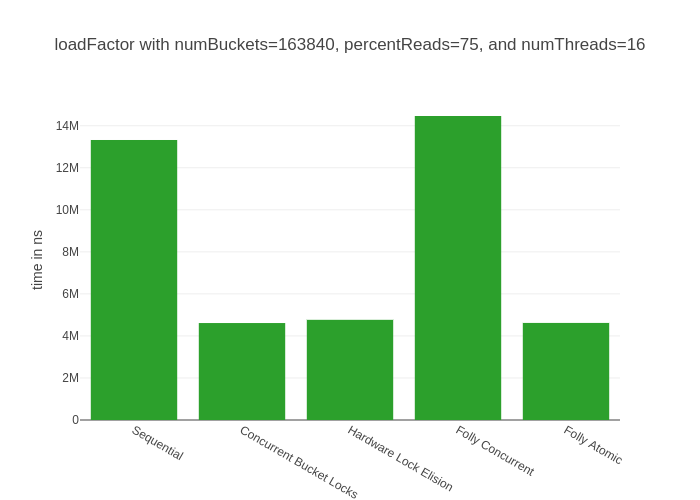 loadFactor with numBuckets=163840, percentReads=75, and numThreads=16
14M
12M
10M
8M
6M
4M
2M
0
time in ns
Sequential
Concurrent Bucket Locks
Hardware Lock Elision
Folly Concurrent
Folly Atomic